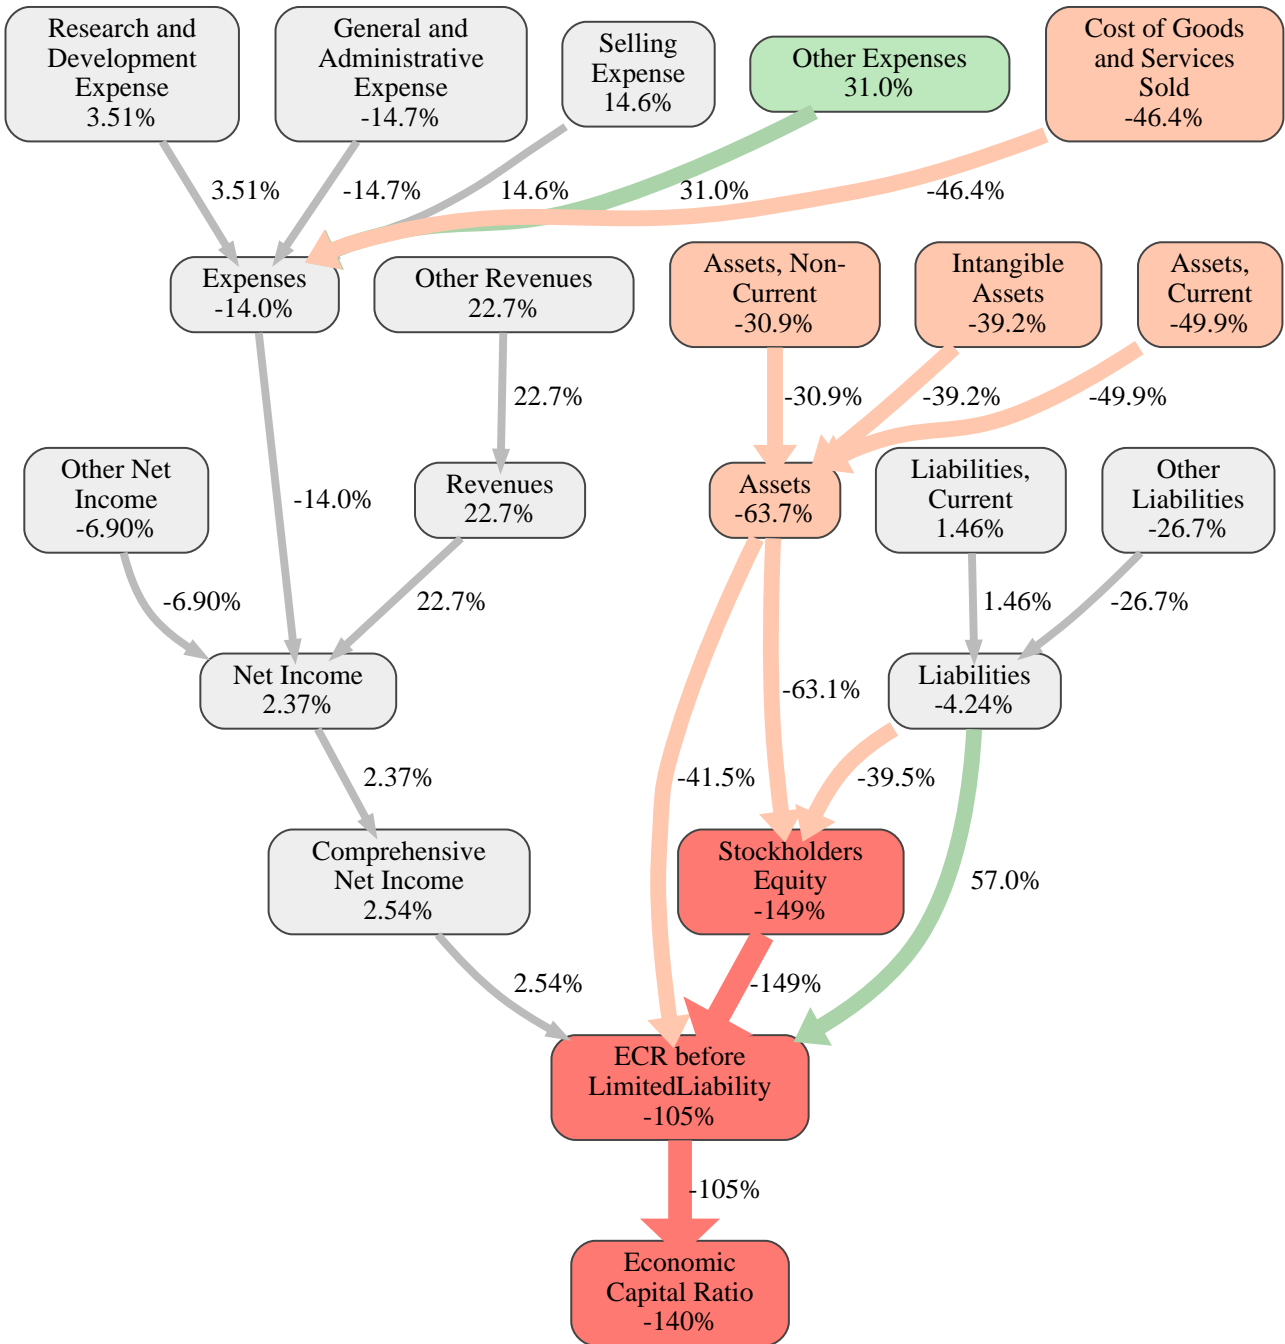 Research and
Development
Expense
3.51%
General and
Administrative
Expense
-14.7%
Selling
Expense
14.6%
Other Expenses
31.0%
Cost of Goods
and Services
Sold
-46.4%
3.51%
-14.7%
14.6%
31.0%
-46.4%
Expenses
-14.0%
Other Revenues
22.7%
Assets, Non-
Current
-30.9%
Intangible
Assets
-39.2%
Assets,
Current
-49.9%
22.7%
-30.9%
-39.2%
-49.9%
Other Net
Income
-6.90%
-14.0%
Revenues
22.7%
Assets
-63.7%
Liabilities,
Current
1.46%
Other
Liabilities
-26.7%
-6.90%
22.7%
1.46%
-26.7%
Net Income
2.37%
-63.1%
Liabilities
-4.24%
2.37%
-41.5%
-39.5%
Comprehensive
Net Income
2.54%
Stockholders
Equity
-149%
57.0%
2.54%
-149%
ECR before
LimitedLiability
-105%
-105%
Economic
Capital Ratio
-140%